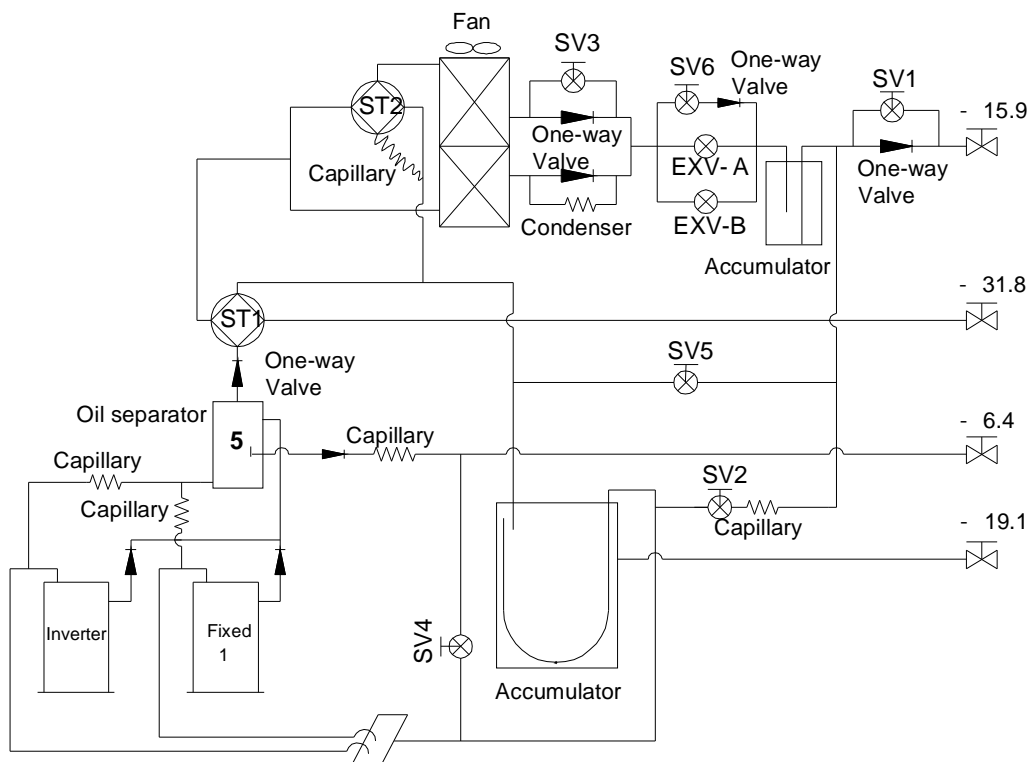 Fan
SV3
SV6
One-way
Valve
SV1
- 15.9
ST2
One-way
Valve
Capillary
EXV- A
One-way
Valve
Condenser
EXV-B
Accumulator
- 31.8
ST1
One-way
Valve
SV5
Oil separator
5
Capillary
- 6.4
Capillary
SV2
Capillary
Capillary
- 19.1
Inverter
Fixed
1
SV4
Accumulator